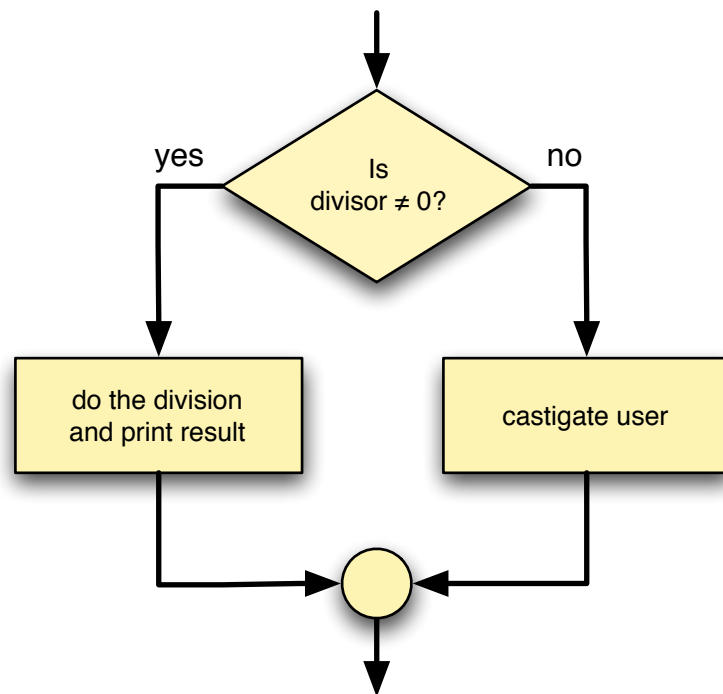 yes
no
Is
divisor ≠ 0?
do the division
and print result
castigate user